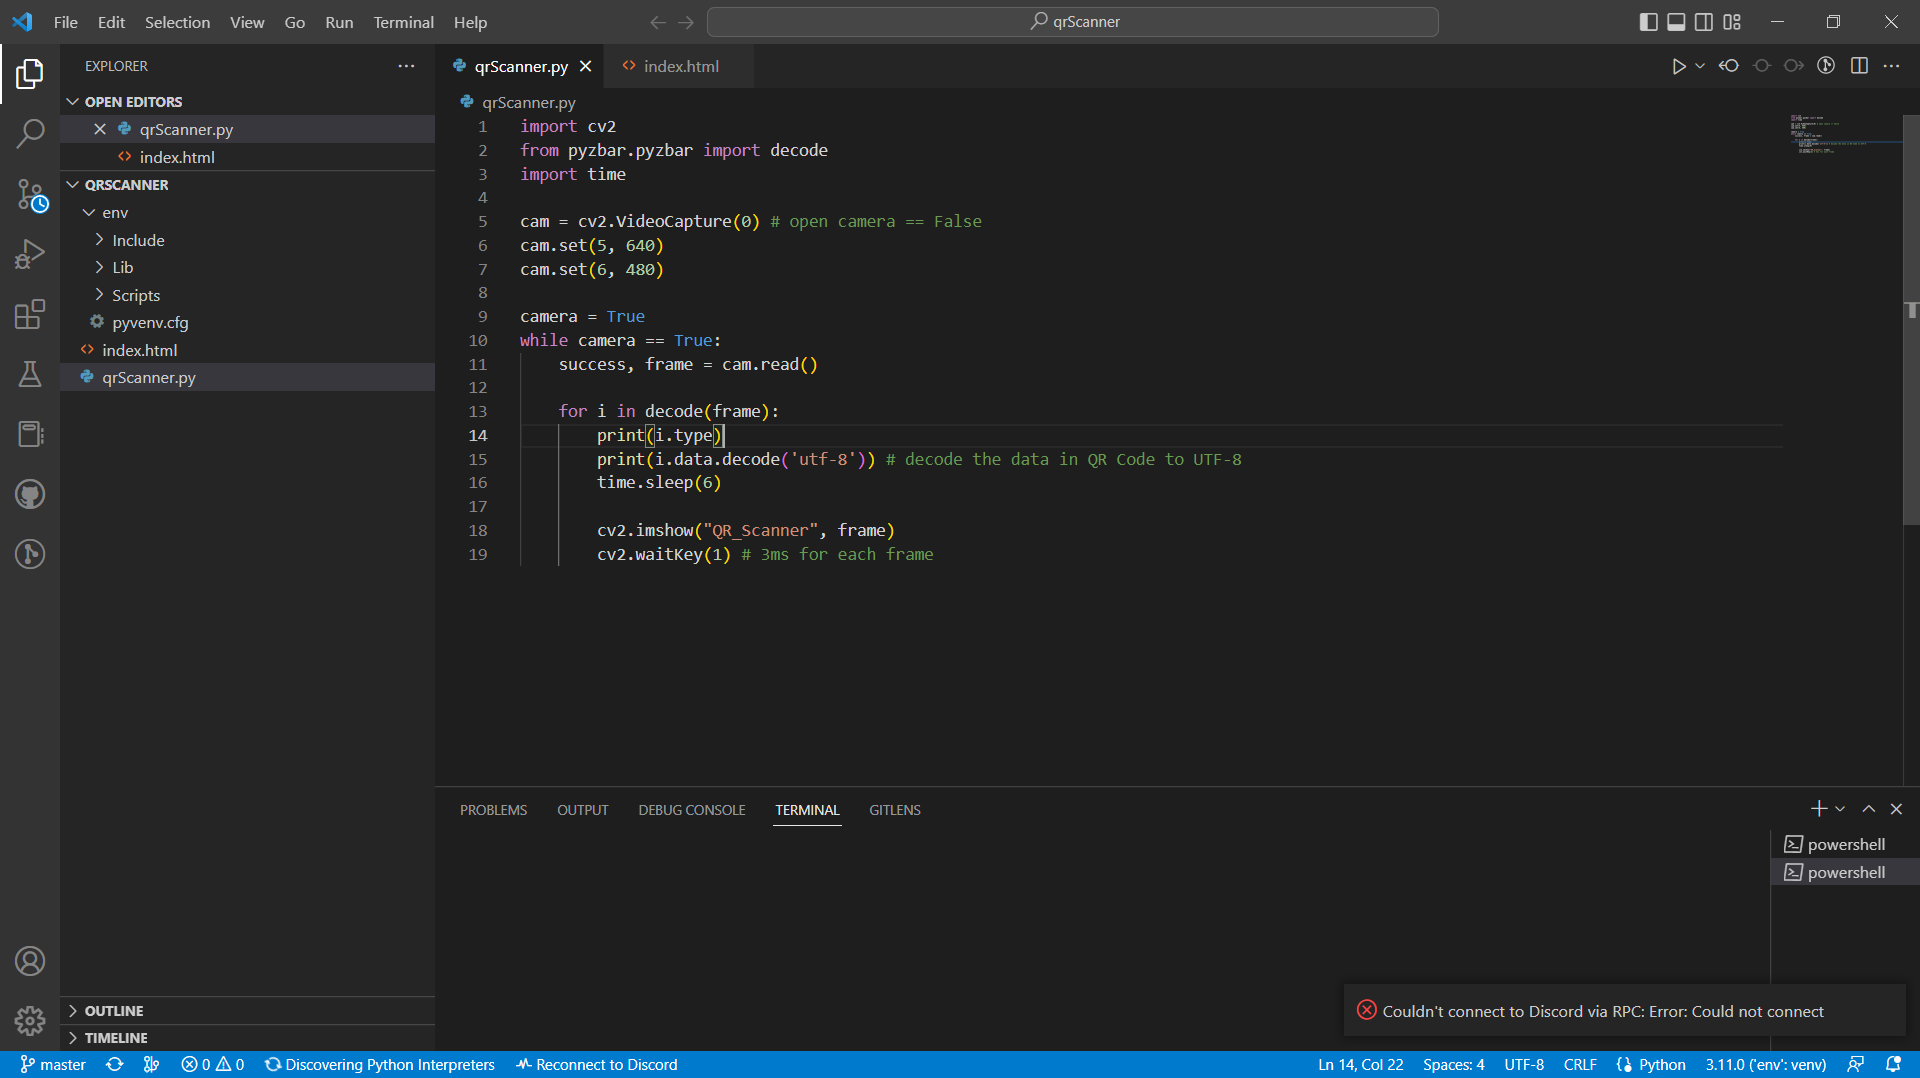 File Edit Selection View Go Run Terminal Help
qrScanner
EXPLORER
OPEN EDITORS
qrScanner.py
index.html
QRSCANNER
env
Include
Lib
Scripts
pyvenv.cfg
index.html
qrScanner.py
OUTLINE
TIMELINE
qrScanner.py index.html
qrScanner.py
1 import cv2
2 from pyzbar.pyzbar import decode
3 import time
4
5 cam = cv2.VideoCapture(0) # open camera == False
6 cam.set(5, 640)
7 cam.set(6, 480)
8
9 camera = True
10 while camera == True:
11 success, frame = cam.read()
12
13 for i in decode(frame):
14 print(i.type)
15 print(i.data.decode('utf-8')) # decode the data in QR Code to UTF-8
16 time.sleep(6)
17
18 cv2.imshow("QR_Scanner", frame)
19 cv2.waitKey(1) # 3ms for each frame
PROBLEMS OUTPUT DEBUG CONSOLE TERMINAL GITLENS
powershell
powershell
Couldn't connect to Discord via RPC: Error: Could not connect
master 0 0 Discovering Python Interpreters Reconnect to Discord Ln 14, Col 22 Spaces: 4 UTF-8 CRLF Python 3.11.0 ('env': venv)